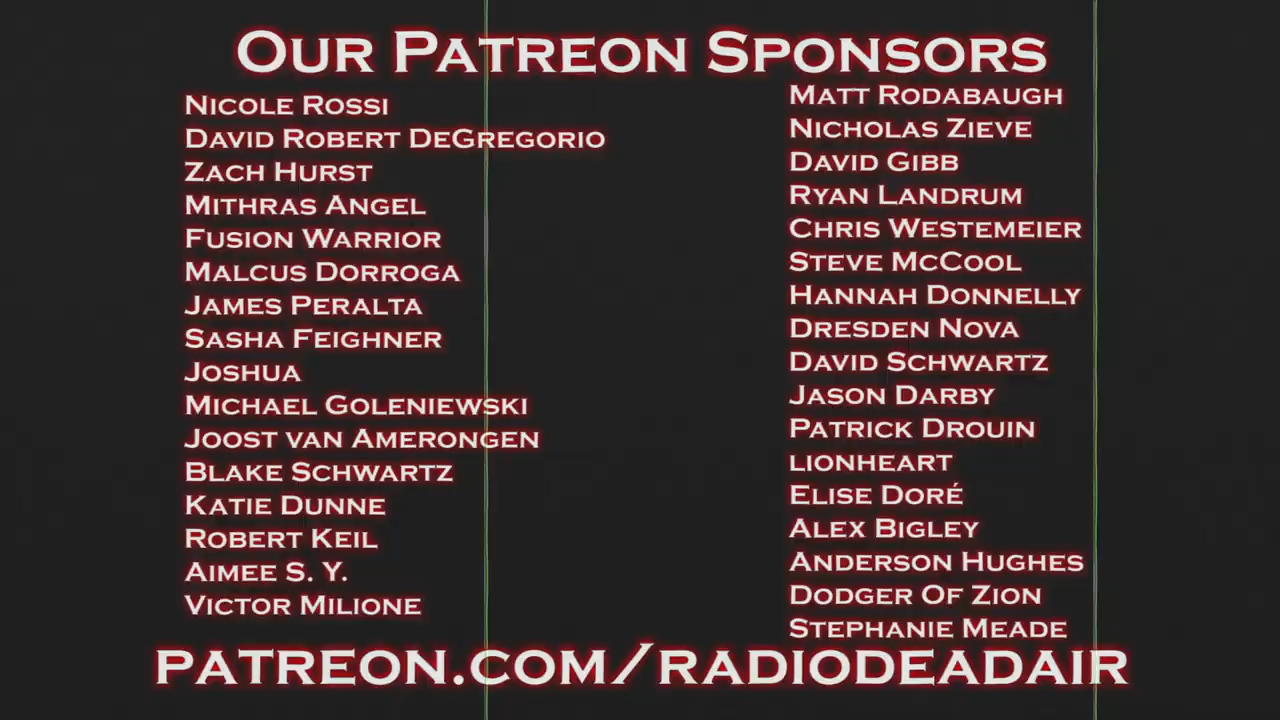 Our Patreon Sponsors
Nicole Rossi
David Robert DeGregorio
Zach Hurst
Mithras Angel
Fusion Warrior
Malcus Dorroga
James Peralta
Sasha Feighner
Joshua
Michael Goleniewski
Joost van Amerongen
Blake Schwartz
Katie Dunne
Robert Keil
Aimee S. Y.
Victor Milione
Matt Rodabaugh
Nicholas Zieve
David Gibb
Ryan Landrum
Chris Westemeier
Steve McCool
Hannah Donnelly
Dresden Nova
David Schwartz
Jason Darby
Patrick Drouin
lionheart
Elise Doré
Alex Bigley
Anderson Hughes
Dodger Of Zion
Stephanie Meade
patreon.com/radiodeadair